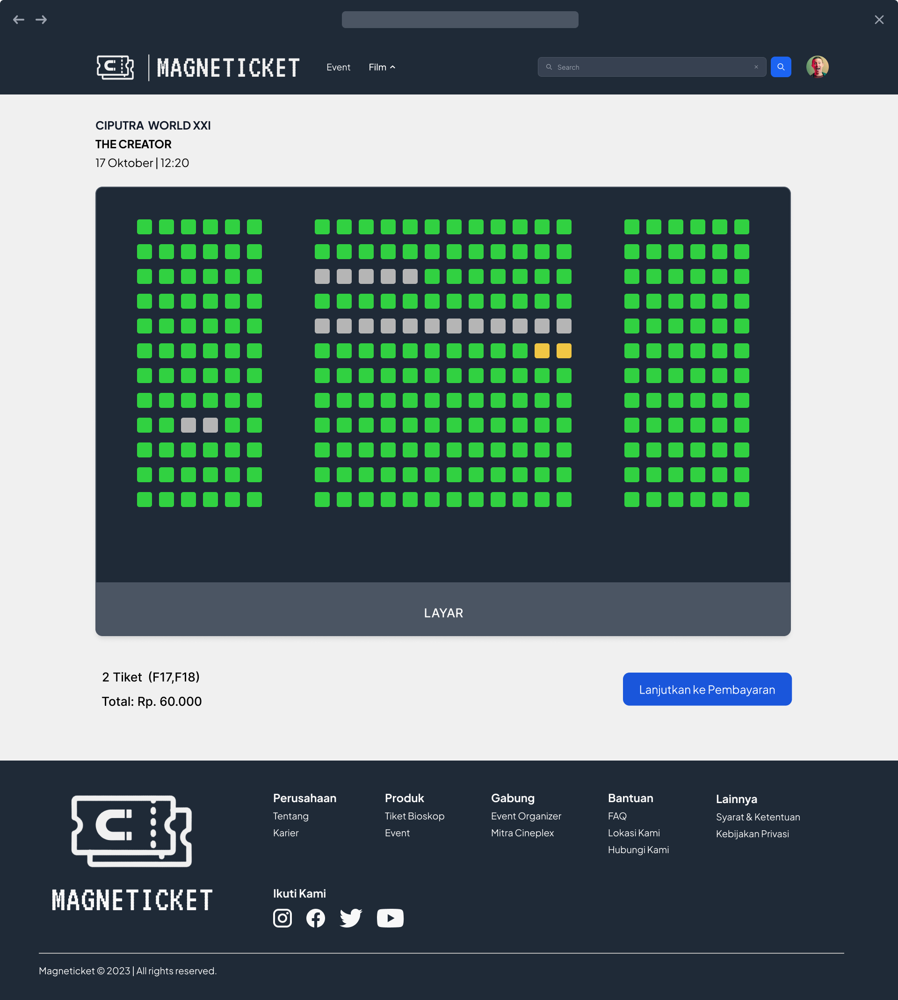 MAGNETICKET
Event
Film
Search
CIPUTRA WORLD XXI
THE CREATOR
17 Oktober | 12:20
LAYAR
2 Tiket (F17,F18)
Total: Rp. 60.000
Lanjutkan ke Pembayaran
MAGNETICKET
Perusahaan
Tentang
Karier
Produk
Tiket Bioskop
Event
Gabung
Event Organizer
Mitra Cineplex
Bantuan
FAQ
Lokasi Kami
Hubungi Kami
Lainnya
Syarat & Ketentuan
Kebijakan Privasi
Ikuti Kami
Magneticket © 2023 | All rights reserved.